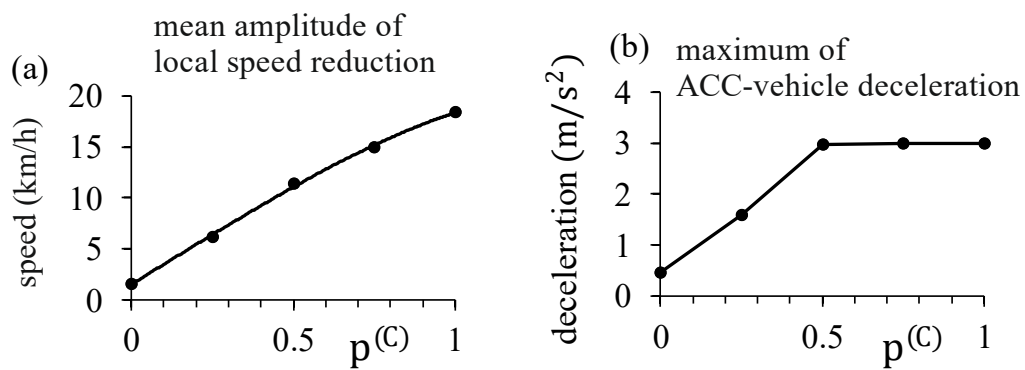 (a)
mean amplitude of
local speed reduction
speed (km/h)
20
15
10
5
0
0
0.5
p(C)
1
(b)
maximum of
ACC-vehicle deceleration
deceleration (m/s²)
4
3
2
1
0
0
0.5
p(C)
1